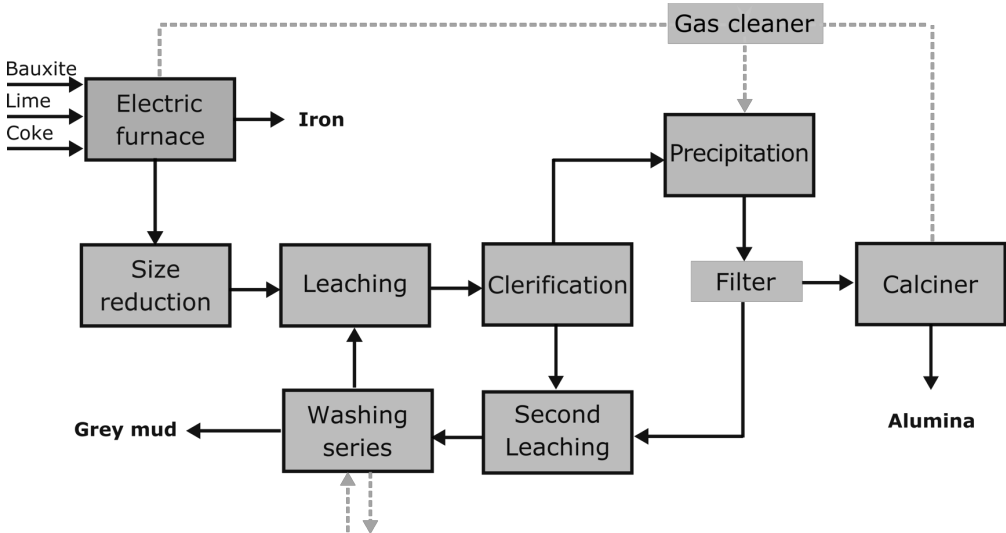 Gas cleaner
Bauxite
Lime
Coke
Electric
furnace
Iron
Precipitation
Size
reduction
Leaching
Clerification
Filter
Calciner
Grey mud
Washing
series
Second
Leaching
Alumina